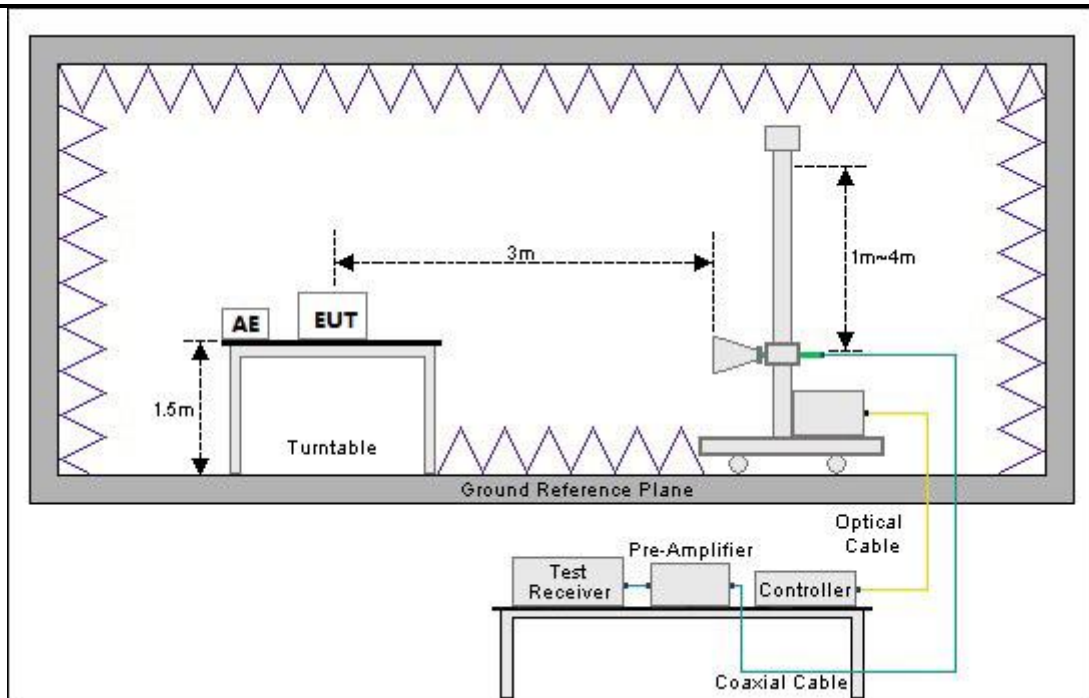 3m
1m~4m
AE
EUT
1.5m
Turntable
Ground Reference Plane
Optical
Cable
Pre-Amplifier
Test
Receiver
Controller
Coaxial Cable